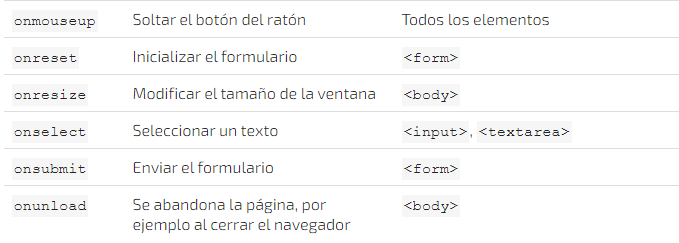 onmouseup Soltar el botón del ratón Todos los elementos
onreset Inicializar el formulario <form>
onresize Modificar el tamaño de la ventana <body>
onselect Seleccionar un texto <input>, <textarea>
onsubmit Enviar el formulario <form>
onunload Se abandona la página, por <body>
ejemplo al cerrar el navegador